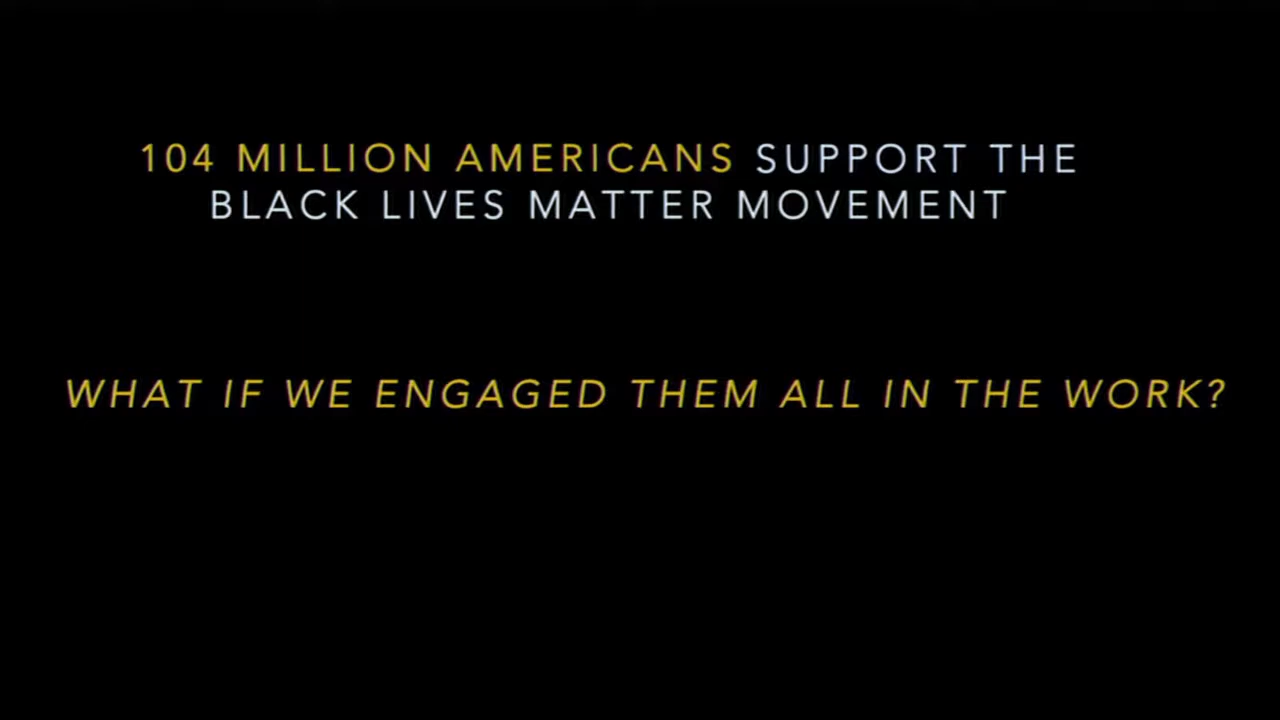 104 MILLION AMERICANS SUPPORT THE
BLACK LIVES MATTER MOVEMENT
WHAT IF WE ENGAGED THEM ALL IN THE WORK?